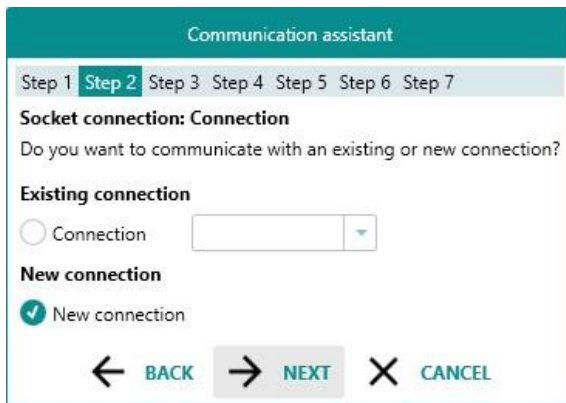 Communication assistant
Step 1 Step 2 Step 3 Step 4 Step 5 Step 6 Step 7
Socket connection: Connection
Do you want to communicate with an existing or new connection?
Existing connection
Connection
New connection
New connection
BACK NEXT CANCEL